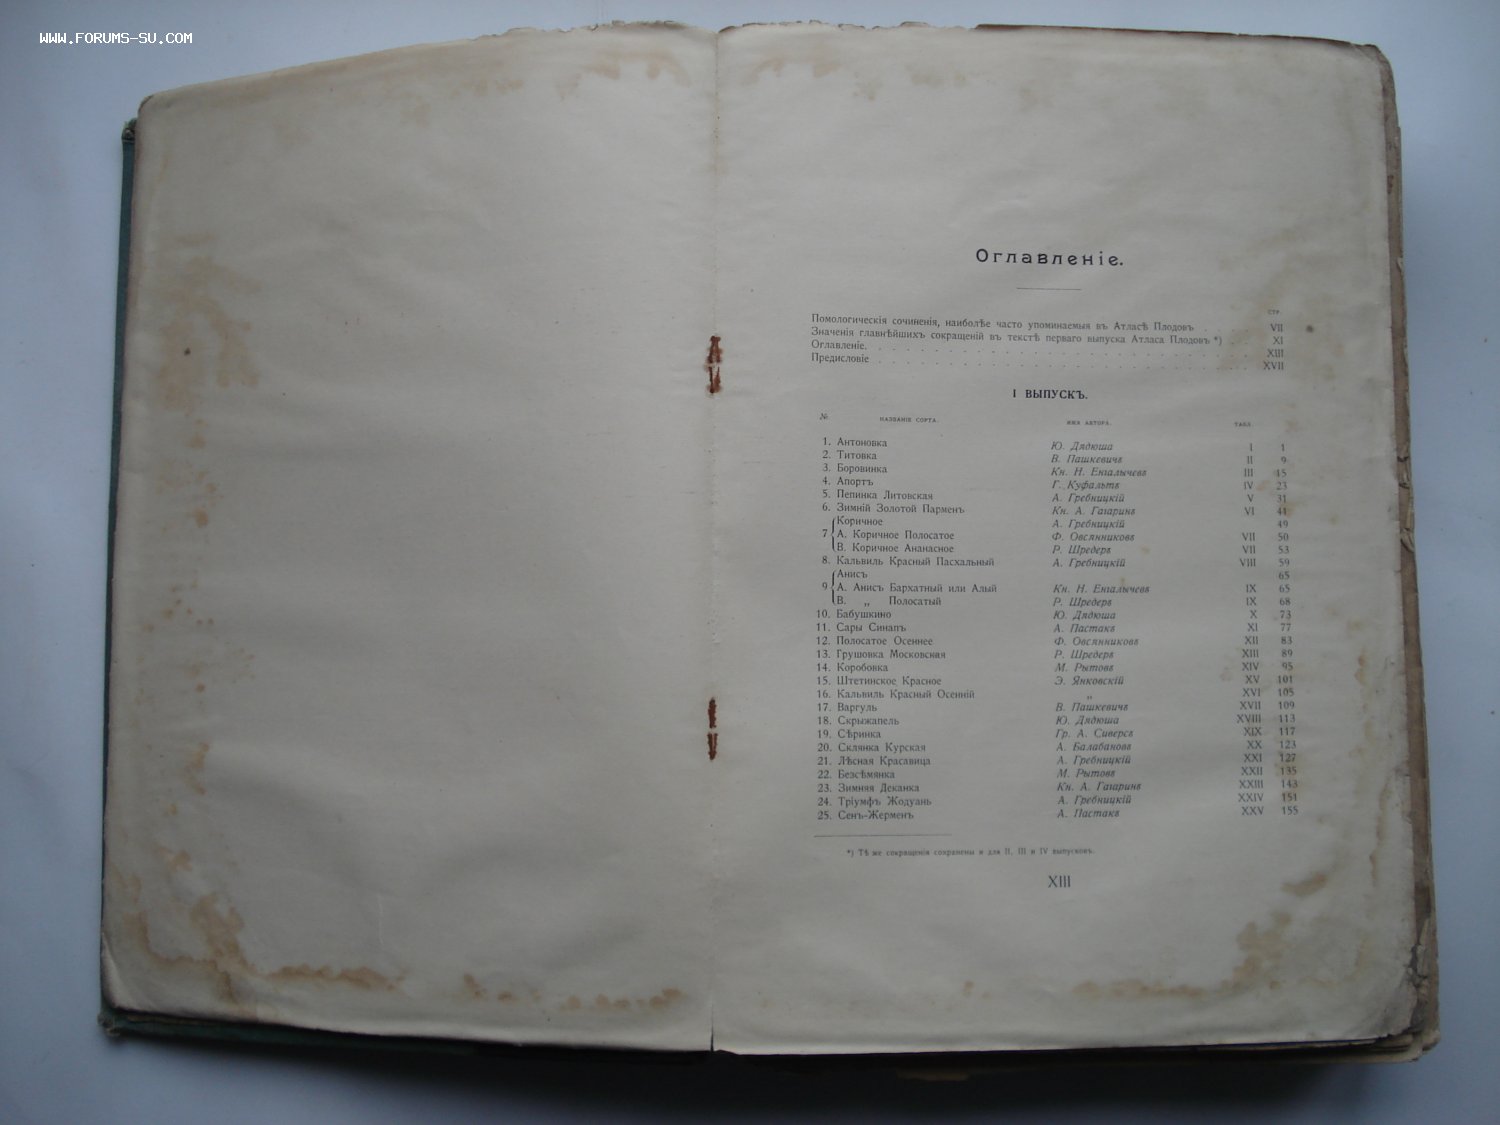 WWW.FORUMS-SU.COM
Оглавленіе.
СТР.
Помологическія сочиненія, наиболѣе часто упоминаемыя въ Атласѣ Плодовъ . . VII
Значенія главнѣйшихъ сокращеній въ текстѣ перваго выпуска Атласа Плодовъ *) . . XI
Оглавленіе. . . . XIII
Предисловіе . . . XVII
I ВЫПУСКЪ.
№ НАЗВАНІЕ СОРТА. ИМЯ АВТОРА. ТАБЛ.
1. Антоновка Ю. Дядюша I 1
2. Титовка В. Пашкевичъ II 9
3. Боровинка Кн. Н. Енгалычевъ III 15
4. Апортъ Г. Куфальтъ IV 23
5. Пепинка Литовская А. Гребницкій V 31
6. Зимній Золотой Парменъ Кн. А. Гагаринъ VI 41
Коричное А. Гребницкій 49
7 А. Коричное Полосатое Ф. Овсянниковъ VII 50
В. Коричное Ананасное Р. Шредеръ VII 53
8. Кальвиль Красный Пасхальный А. Гребницкій VIII 59
Анисъ 65
9 А. Анисъ Бархатный или Алый Кн. Н. Енгалычевъ IX 65
В. „ Полосатый Р. Шредеръ IX 68
10. Бабушкино Ю. Дядюша X 73
11. Сары Синапъ А. Пастакъ XI 77
12. Полосатое Осеннее Ф. Овсянниковъ XII 83
13. Грушовка Московская Р. Шредеръ XIII 89
14. Коробовка М. Рытовъ XIV 95
15. Штетинское Красное Э. Янковскій XV 101
16. Кальвиль Красный Осенній „ XVI 105
17. Варгуль В. Пашкевичъ XVII 109
18. Скрыжапель Ю. Дядюша XVIII 113
19. Сѣринка Гр. А. Сиверсъ XIX 117
20. Склянка Курская А. Балабановъ XX 123
21. Лѣсная Красавица А. Гребницкій XXI 127
22. Безсѣмянка М. Рытовъ XXII 135
23. Зимняя Деканка Кн. А. Гагаринъ XXIII 143
24. Тріумфъ Жодуань А. Гребницкій XXIV 151
25. Сенъ-Жерменъ А. Пастакъ XXV 155
*) Тѣ же сокращенія сохранены и для II, III и IV выпусковъ.
XIII